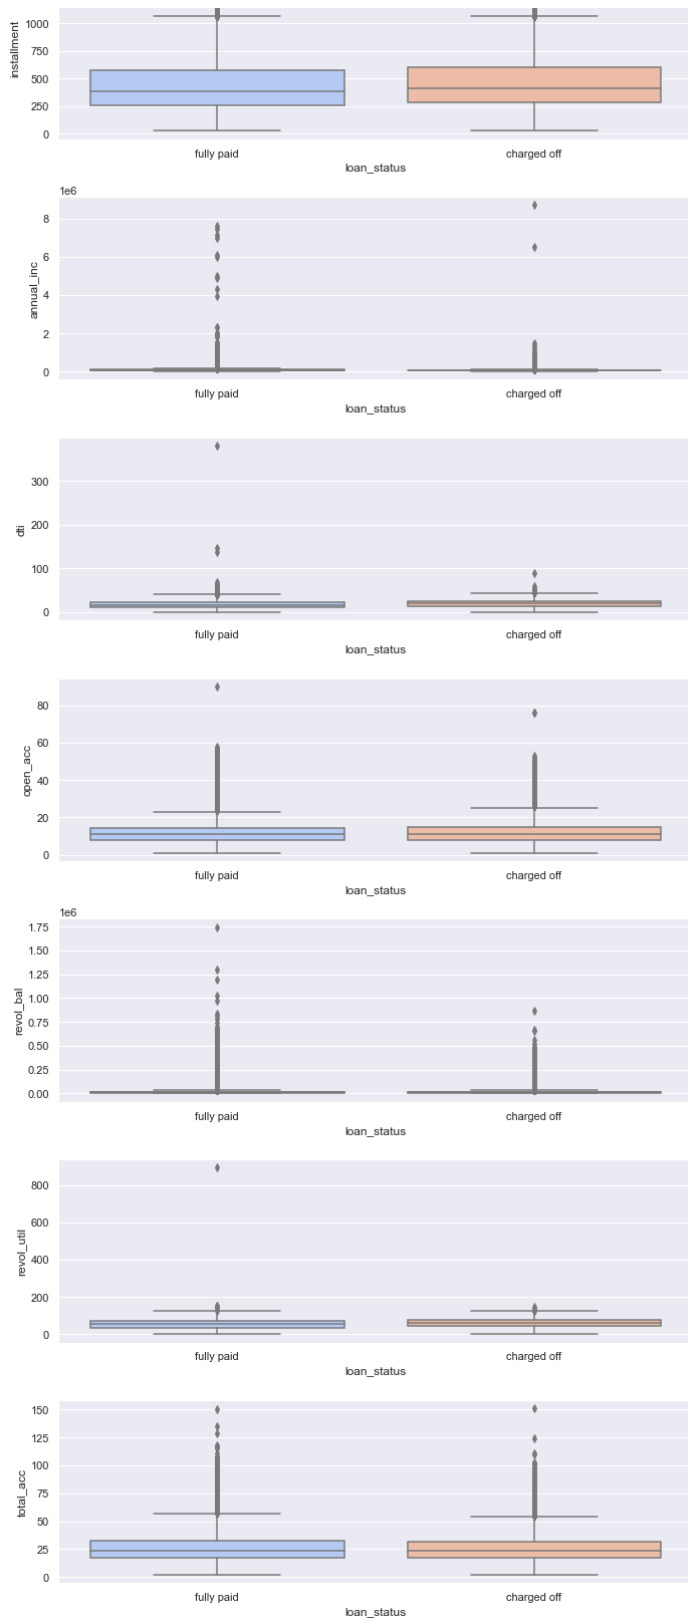 1000
750
500
250
0
installment
fully paid
charged off
loan_status
1e6
8
6
4
2
0
annual_inc
fully paid
charged off
loan_status
300
200
100
0
dti
fully paid
charged off
loan_status
80
60
40
20
0
open_acc
fully paid
charged off
loan_status
1e6
1.75
1.50
1.25
1.00
0.75
0.50
0.25
0.00
revol_bal
fully paid
charged off
loan_status
800
600
400
200
0
revol_util
fully paid
charged off
loan_status
150
125
100
75
50
25
0
total_acc
fully paid
charged off
loan_status